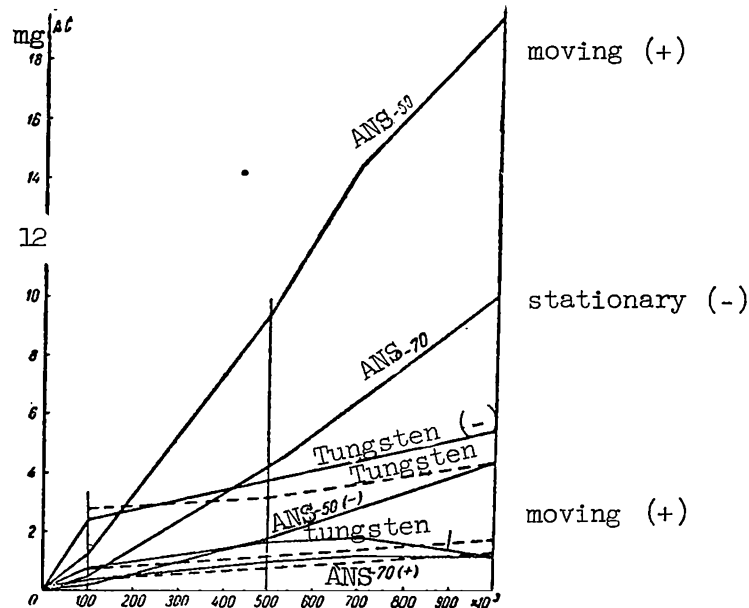 mg ΔG
18
16
14
12
10
8
6
4
2
0
ANS-50
ANS-70
Tungsten (-)
Tungsten
ANS-50(-)
tungsten
ANS-70(+)
moving (+)
stationary (-)
moving (+)
100 200 300 400 500 600 700 800 900 ×10³